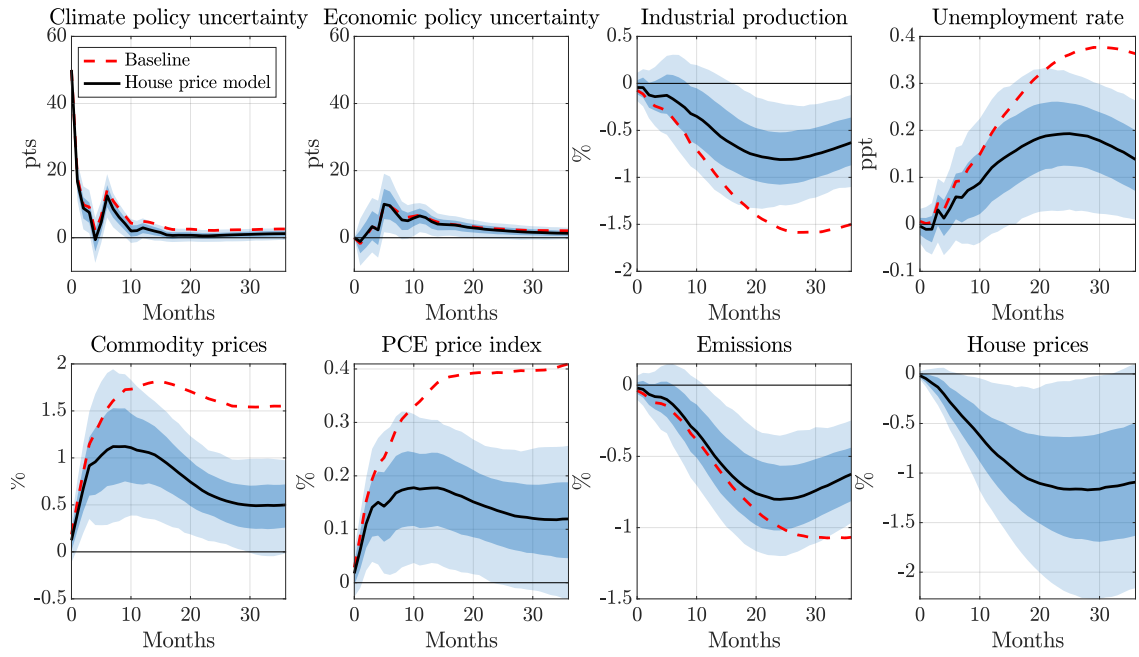 Climate policy uncertainty
Economic policy uncertainty
Industrial production
Unemployment rate
Baseline
House price model
60
40
20
0
pts
0 10 20 30
Months
60
40
20
0
pts
0 10 20 30
Months
0.5
0
-0.5
-1
-1.5
-2
%
0 10 20 30
Months
0.4
0.3
0.2
0.1
0
-0.1
ppt
0 10 20 30
Months
Commodity prices
PCE price index
Emissions
House prices
2
1.5
1
0.5
0
-0.5
%
0 10 20 30
Months
0.4
0.3
0.2
0.1
0
%
0 10 20 30
Months
0
-0.5
-1
-1.5
%
0 10 20 30
Months
0
-0.5
-1
-1.5
-2
%
0 10 20 30
Months